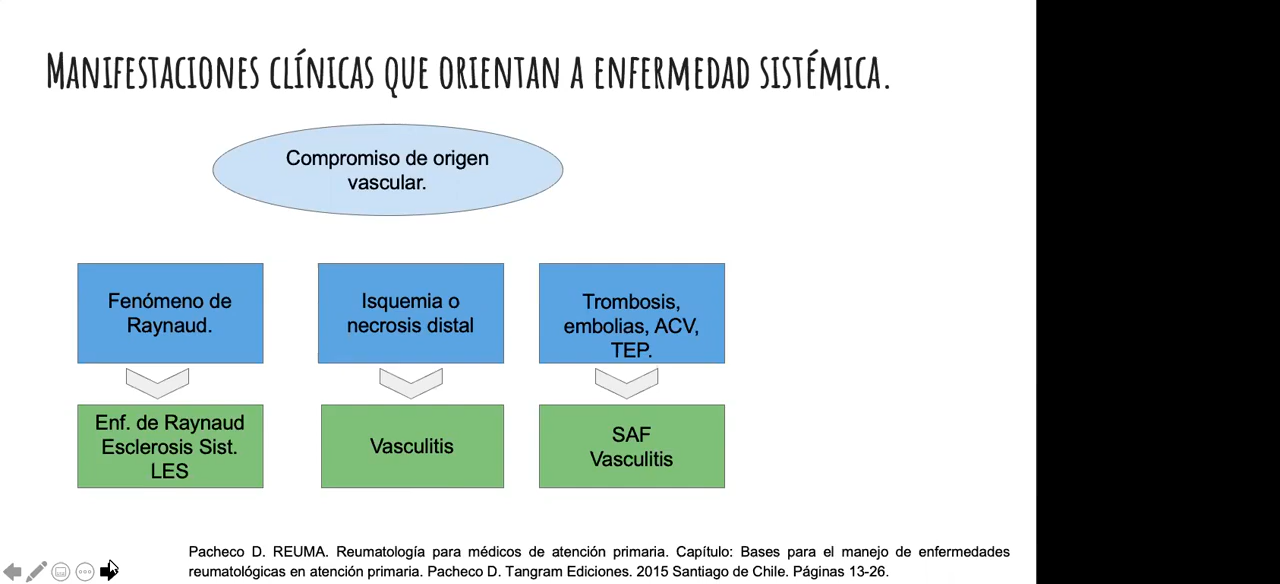 Manifestaciones clínicas que orientan a enfermedad sistémica.
Compromiso de origen
vascular.
Fenómeno de
Raynaud.
Isquemia o
necrosis distal
Trombosis,
embolias, ACV,
TEP.
Enf. de Raynaud
Esclerosis Sist.
LES
Vasculitis
SAF
Vasculitis
Pacheco D. REUMA. Reumatología para médicos de atención primaria. Capítulo: Bases para el manejo de enfermedades
reumatológicas en atención primaria. Pacheco D. Tangram Ediciones. 2015 Santiago de Chile. Páginas 13-26.